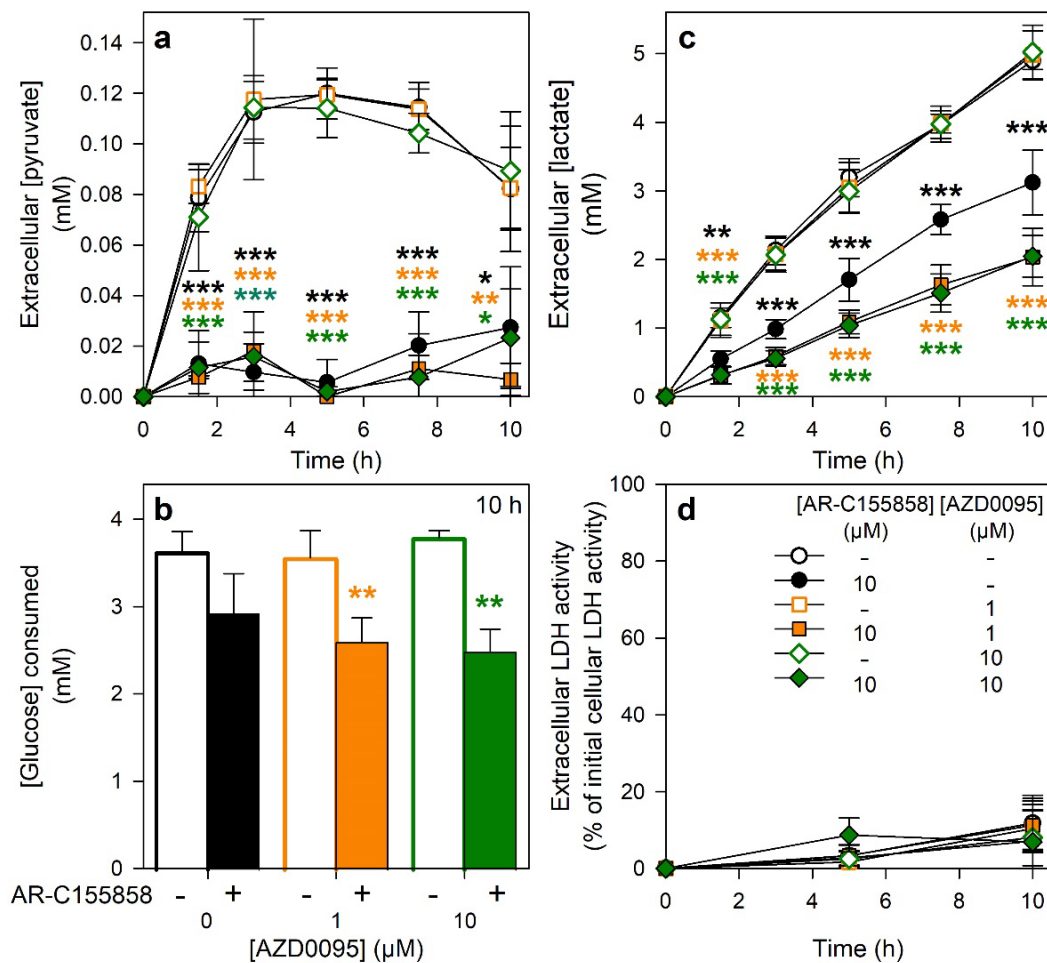 a
Extracellular [pyruvate]
(mM)
0.14
0.12
0.10
0.08
0.06
0.04
0.02
0.00
***
***
***
***
***
***
***
***
***
***
***
***
*
**
*
0 2 4 6 8 10
Time (h)
c
Extracellular [lactate]
(mM)
5
4
3
2
1
0
**
***
***
***
***
***
***
***
***
***
***
***
***
***
***
0 2 4 6 8 10
Time (h)
b
10 h
[Glucose] consumed
(mM)
4
3
2
1
0
**
**
AR-C155858 - + - + - +
0 1 10
[AZD0095] (µM)
d
Extracellular LDH activity
(% of initial cellular LDH activity)
100
80
60
40
20
0
[AR-C155858] [AZD0095]
(µM) (µM)
- -
10 -
- 1
10 1
- 10
10 10
0 2 4 6 8 10
Time (h)